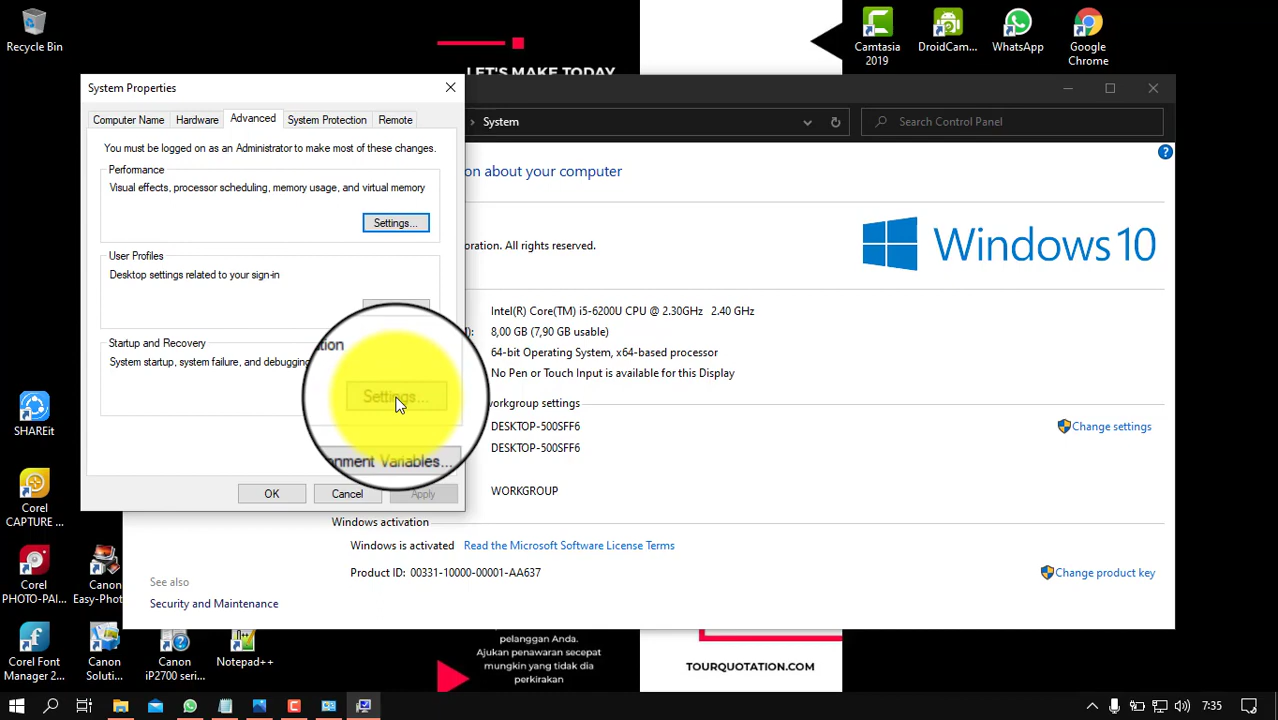 Recycle Bin
LET'S MAKE TODAY
Camtasia
2019
DroidCam...
WhatsApp
Google
Chrome
System Properties
Computer Name
Hardware
Advanced
System Protection
Remote
You must be logged on as an Administrator to make most of these changes.
Performance
Visual effects, processor scheduling, memory usage, and virtual memory
Settings...
User Profiles
Desktop settings related to your sign-in
Startup and Recovery
System startup, system failure, and debugging
Settings...
nment Variables...
OK
Cancel
Apply
System
Search Control Panel
on about your computer
oration. All rights reserved.
Windows 10
Intel(R) Core(TM) i5-6200U CPU @ 2.30GHz 2.40 GHz
8,00 GB (7,90 GB usable)
64-bit Operating System, x64-based processor
No Pen or Touch Input is available for this Display
workgroup settings
DESKTOP-500SFF6
Change settings
DESKTOP-500SFF6
WORKGROUP
Windows activation
Windows is activated Read the Microsoft Software License Terms
Product ID: 00331-10000-00001-AA637
Change product key
See also
Security and Maintenance
SHAREit
Corel
CAPTURE ...
Corel
PHOTO-PAI...
Canon
Easy-Phot
Corel Font
Manager 2...
Canon
Soluti...
Canon
iP2700 seri...
Notepad++
pelanggan Anda.
Ajukan penawaran secepat
mungkin yang tidak dia
perkirakan
TOURQUOTATION.COM
7:35